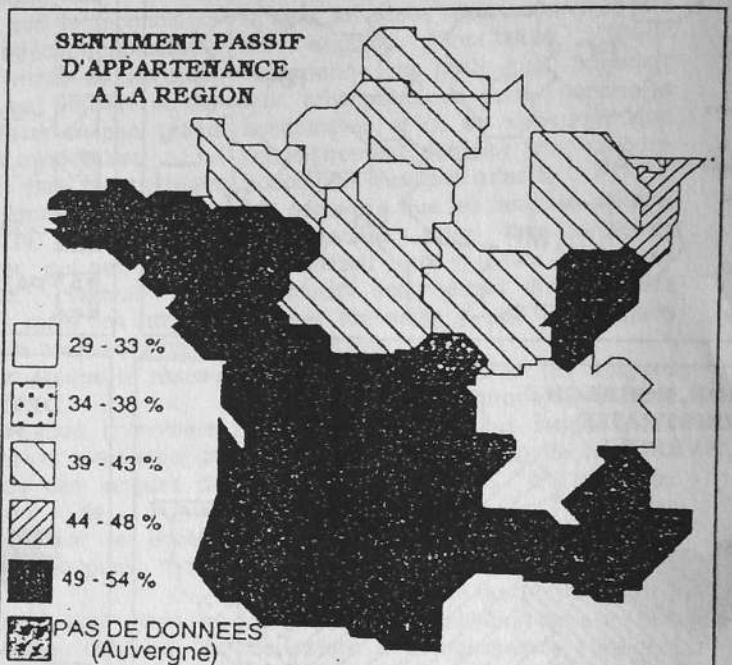 SENTIMENT PASSIF
D'APPARTENANCE
A LA REGION
29 - 33 %
34 - 38 %
39 - 43 %
44 - 48 %
49 - 54 %
PAS DE DONNEES
(Auvergne)